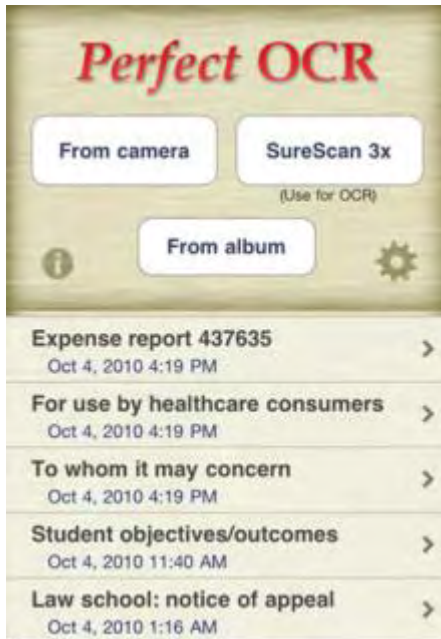 Perfect OCR
From camera
SureScan 3x
(Use for OCR)
From album
Expense report 437635
Oct 4, 2010 4:19 PM
For use by healthcare consumers
Oct 4, 2010 4:19 PM
To whom it may concern
Oct 4, 2010 4:19 PM
Student objectives/outcomes
Oct 4, 2010 11:40 AM
Law school: notice of appeal
Oct 4, 2010 1:16 AM